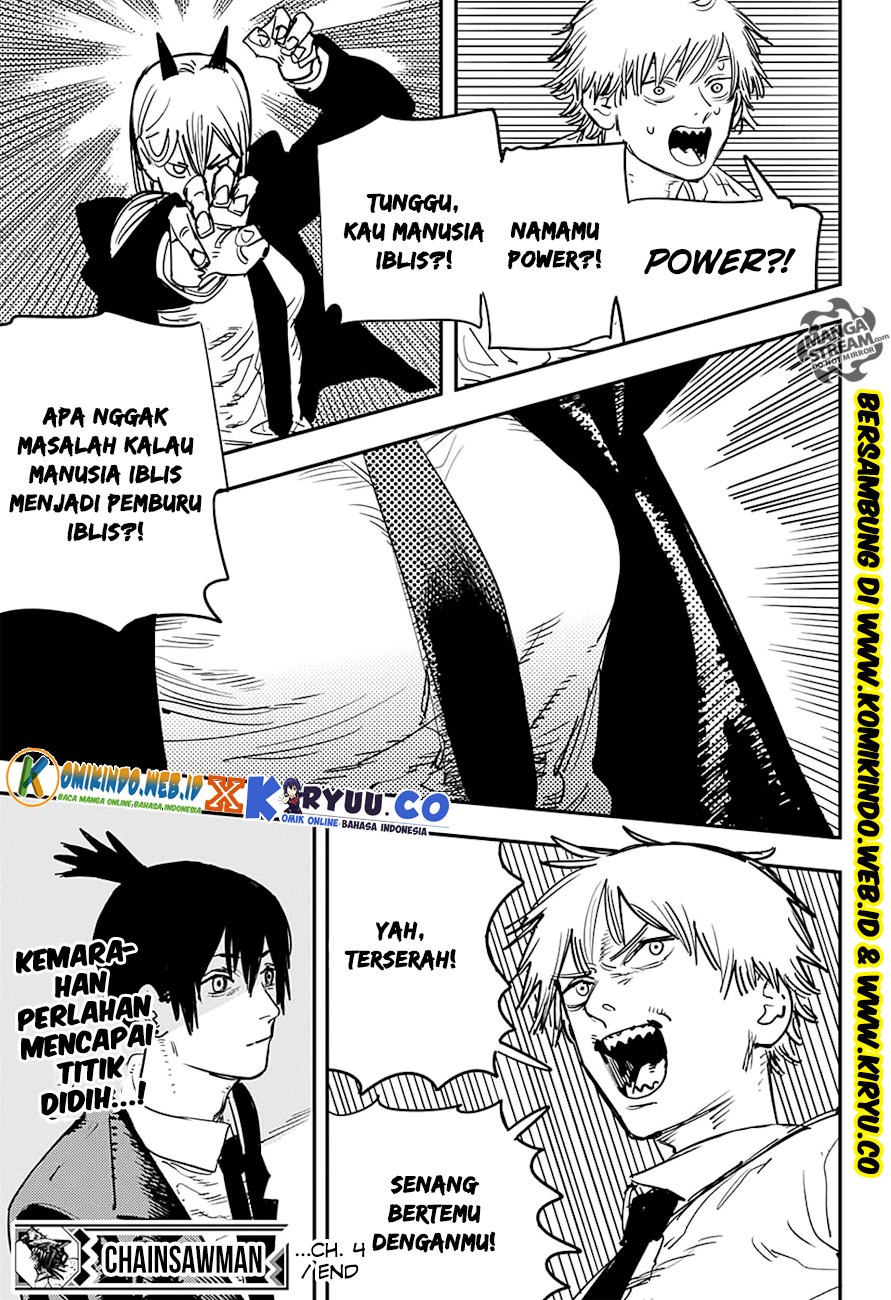 POWER?!
NAMAMU
POWER?!
TUNGGU,
KAU MANUSIA
IBLIS?!
MANGA
STREAM.com
DO NOT MIRROR
APA NGGAK
MASALAH KALAU
MANUSIA IBLIS
MENJADI PEMBURU
IBLIS?!
BERSAMBUNG DI WWW.KOMIKINDO.WEB.ID & WWW.KIRYU.CO
KOMIKINDO.WEB.ID
BACA MANGA ONLINE BAHASA INDONESIA
X
KIRYUU.CO
OMIK ONLINE BAHASA INDONESIA
YAH,
TERSERAH!
SENANG
BERTEMU
DENGANMU!
KEMARA-
HAN
PERLAHAN
MENCAPAI
TITIK
DIDIH...!
CHAINSAWMAN
...CH. 4
/ END